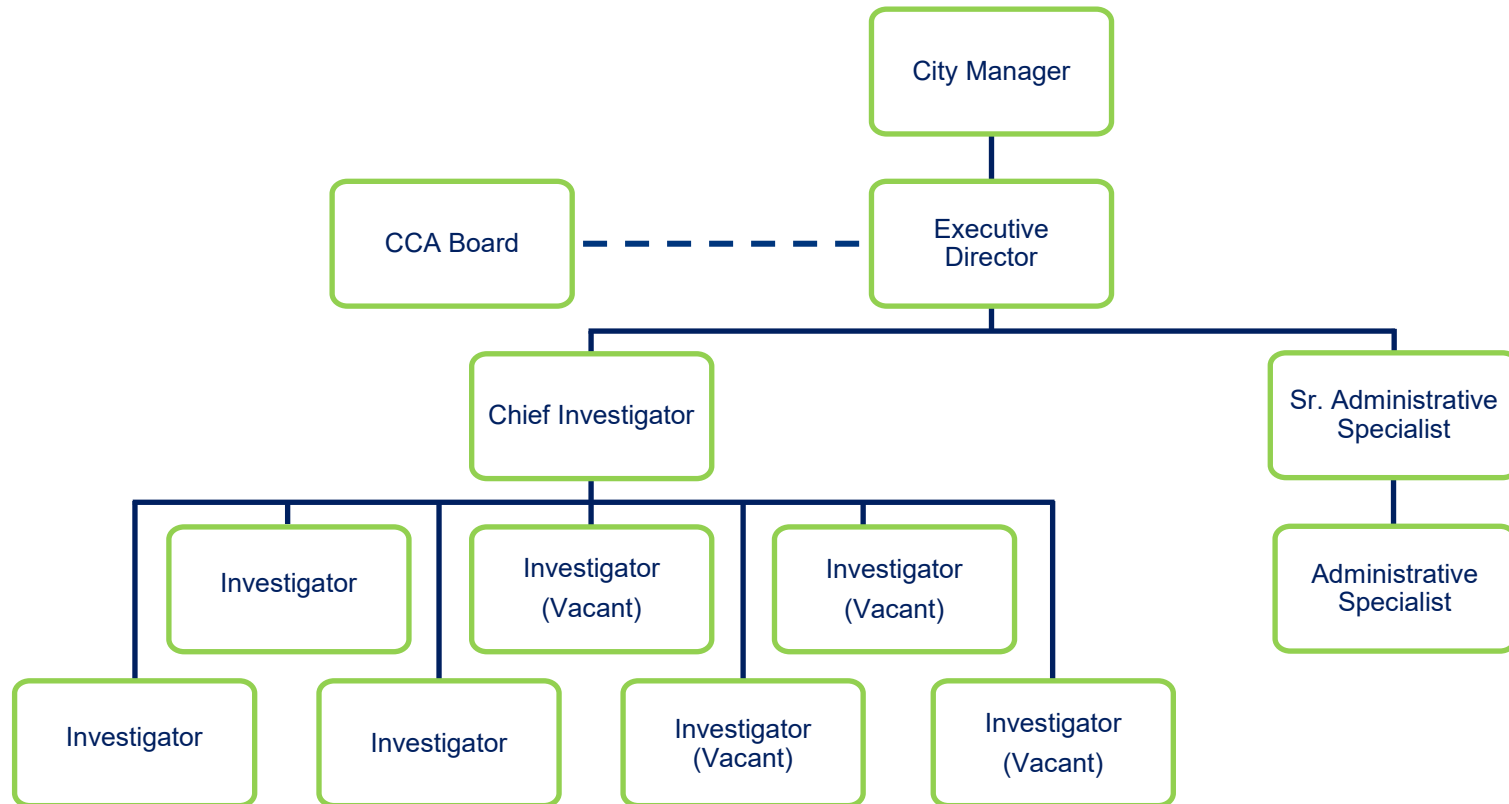 City Manager
CCA Board
Executive
Director
Chief Investigator
Sr. Administrative
Specialist
Investigator
Investigator
(Vacant)
Investigator
(Vacant)
Administrative
Specialist
Investigator
Investigator
Investigator
(Vacant)
Investigator
(Vacant)